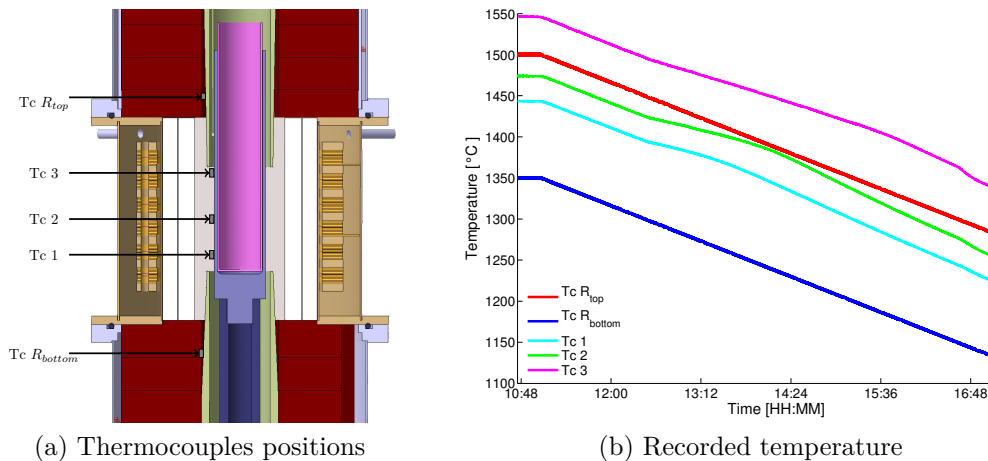 Tc R_top
Tc 3
Tc 2
Tc 1
Tc R_bottom
(a) Thermocouples positions
Temperature [°C]
1500
1450
1400
1350
1300
1250
1200
1150
1100
10:48
12:00
13:12
14:24
15:36
16:48
Time [HH:MM]
Tc R_top
Tc R_bottom
Tc 1
Tc 2
Tc 3
(b) Recorded temperature